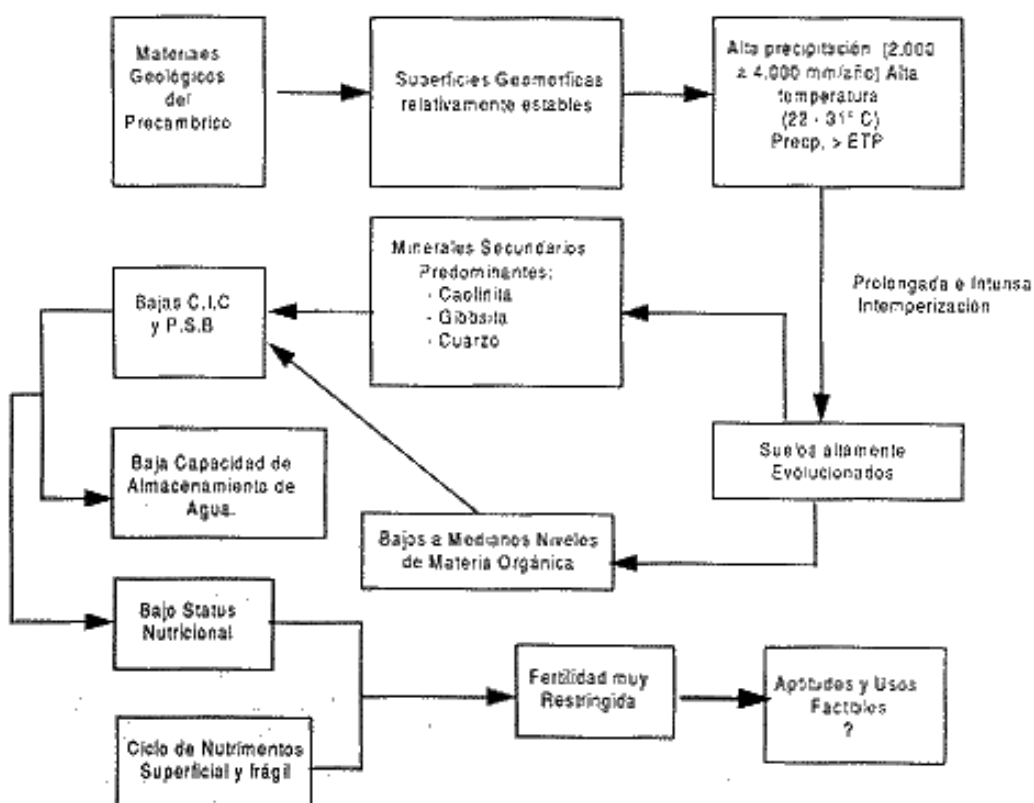 Materiaes
Geológicos
del
Precambrico
Superficies Geomorficas
relativamente estables
Alta precipitación (2.000
a 4.000 mm/año) Alta
temperatura
(22 - 31° C)
Precp. > ETP
Prolongada e Intunsa
Intemperización
Suelos altamente
Evolucionados
Minerales Secundarios
Predominantes:
- Caolinita
- Gibbsita
- Cuarzo
Bajos a Medianos Niveles
de Materia Orgánica
Bajas C.I.C
y P.S.B
Baja Capacidad de
Almacenamiento de
Agua.
Bajo Status
Nutricional
Ciclo de Nutrimentos
Superficial y frágil
Fertilidad muy
Restringida
Aptitudes y Usos
Factibles
?